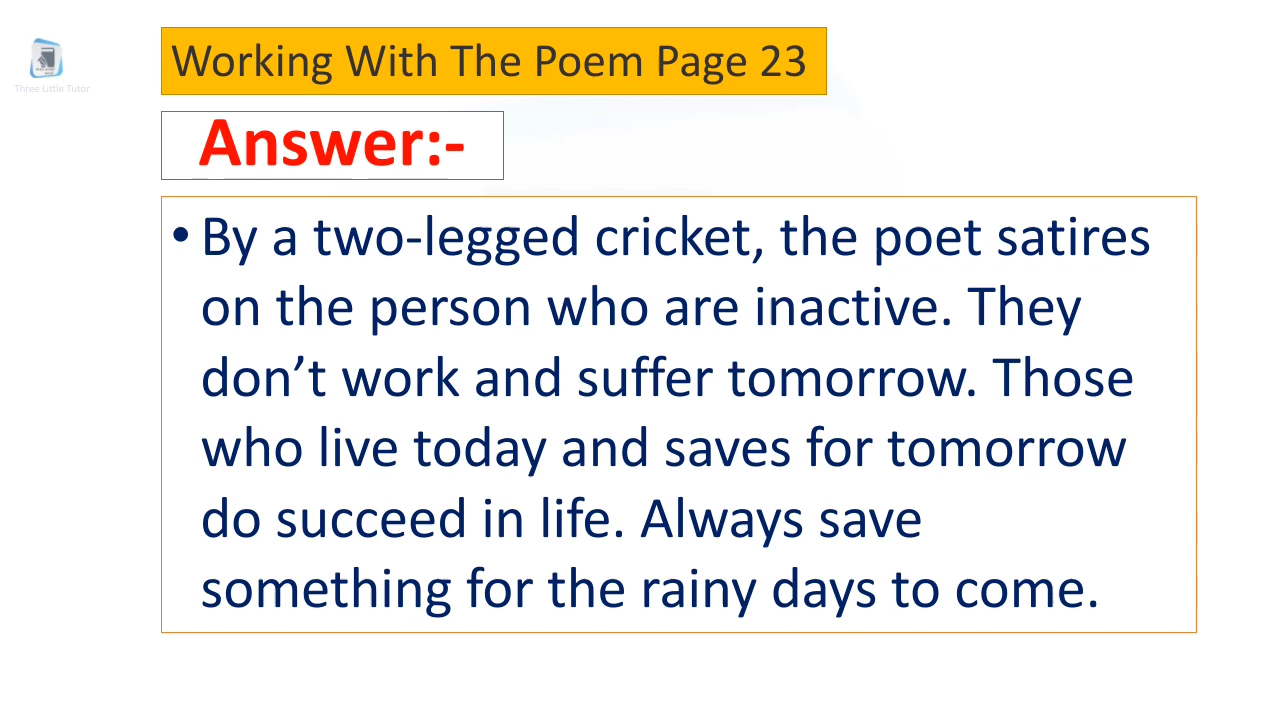 Working With The Poem Page 23
Three Little Tutor
Answer:-
• By a two-legged cricket, the poet satires
on the person who are inactive. They
don’t work and suffer tomorrow. Those
who live today and saves for tomorrow
do succeed in life. Always save
something for the rainy days to come.